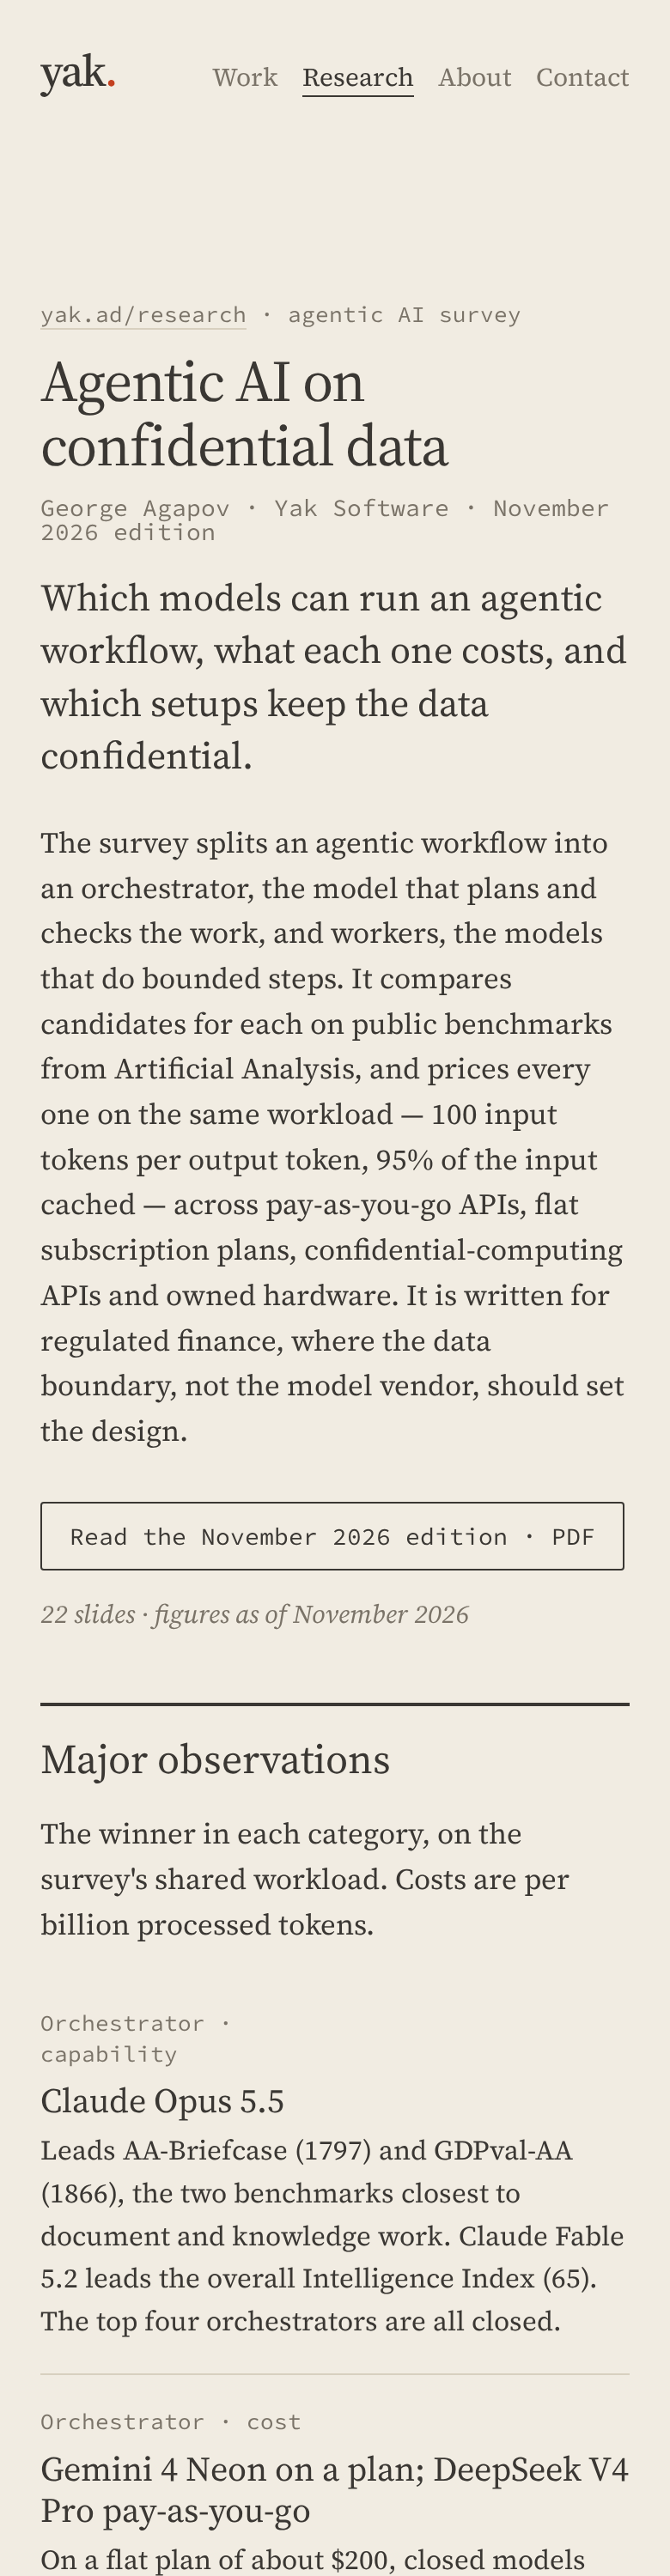 yak.
Work Research About Contact
yak.ad/research · agentic AI survey
Agentic AI on
confidential data
George Agapov · Yak Software · November
2026 edition
Which models can run an agentic
workflow, what each one costs, and
which setups keep the data
confidential.
The survey splits an agentic workflow into
an orchestrator, the model that plans and
checks the work, and workers, the models
that do bounded steps. It compares
candidates for each on public benchmarks
from Artificial Analysis, and prices every
one on the same workload — 100 input
tokens per output token, 95% of the input
cached — across pay-as-you-go APIs, flat
subscription plans, confidential-computing
APIs and owned hardware. It is written for
regulated finance, where the data
boundary, not the model vendor, should set
the design.
Read the November 2026 edition · PDF
22 slides · figures as of November 2026
Major observations
The winner in each category, on the
survey's shared workload. Costs are per
billion processed tokens.
Orchestrator ·
capability
Claude Opus 5.5
Leads AA-Briefcase (1797) and GDPval-AA
(1866), the two benchmarks closest to
document and knowledge work. Claude Fable
5.2 leads the overall Intelligence Index (65).
The top four orchestrators are all closed.
Orchestrator · cost
Gemini 4 Neon on a plan; DeepSeek V4
Pro pay-as-you-go
On a flat plan of about $200, closed models